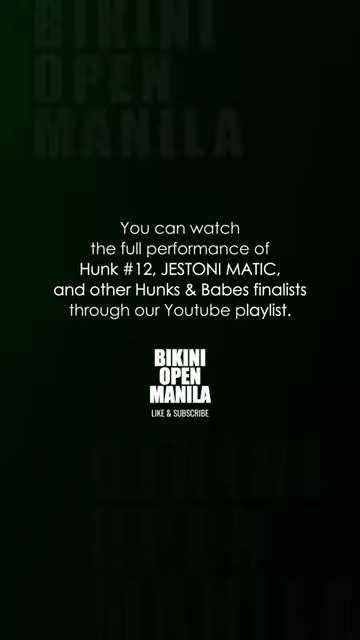 BIKINI
OPEN
MANILA
You can watch
the full performance of
Hunk #12, JESTONI MATIC,
and other Hunks & Babes finalists
through our Youtube playlist.
BIKINI
OPEN
MANILA
LIKE & SUBSCRIBE
BIKINI
OPEN
MANILA